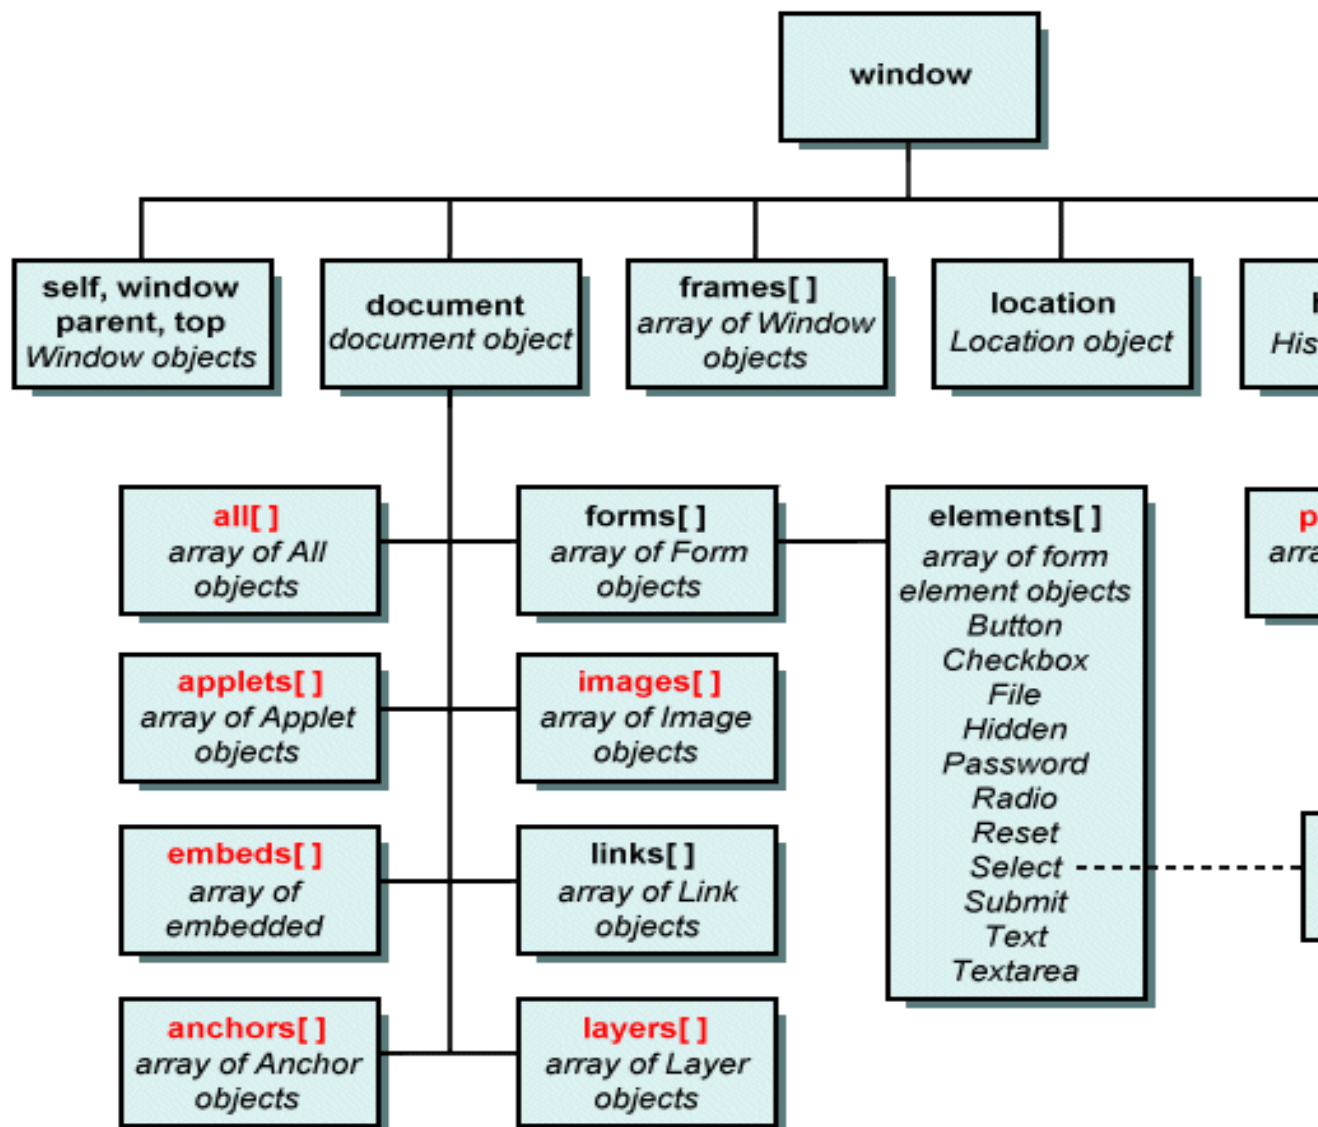 window
self, window
parent, top
Window objects
document
document object
frames[ ]
array of Window
objects
location
Location object
all[ ]
array of All
objects
forms[ ]
array of Form
objects
elements[ ]
array of form
element objects
Button
Checkbox
File
Hidden
Password
Radio
Reset
Select
Submit
Text
Textarea
applets[ ]
array of Applet
objects
images[ ]
array of Image
objects
embeds[ ]
array of
embedded
links[ ]
array of Link
objects
anchors[ ]
array of Anchor
objects
layers[ ]
array of Layer
objects